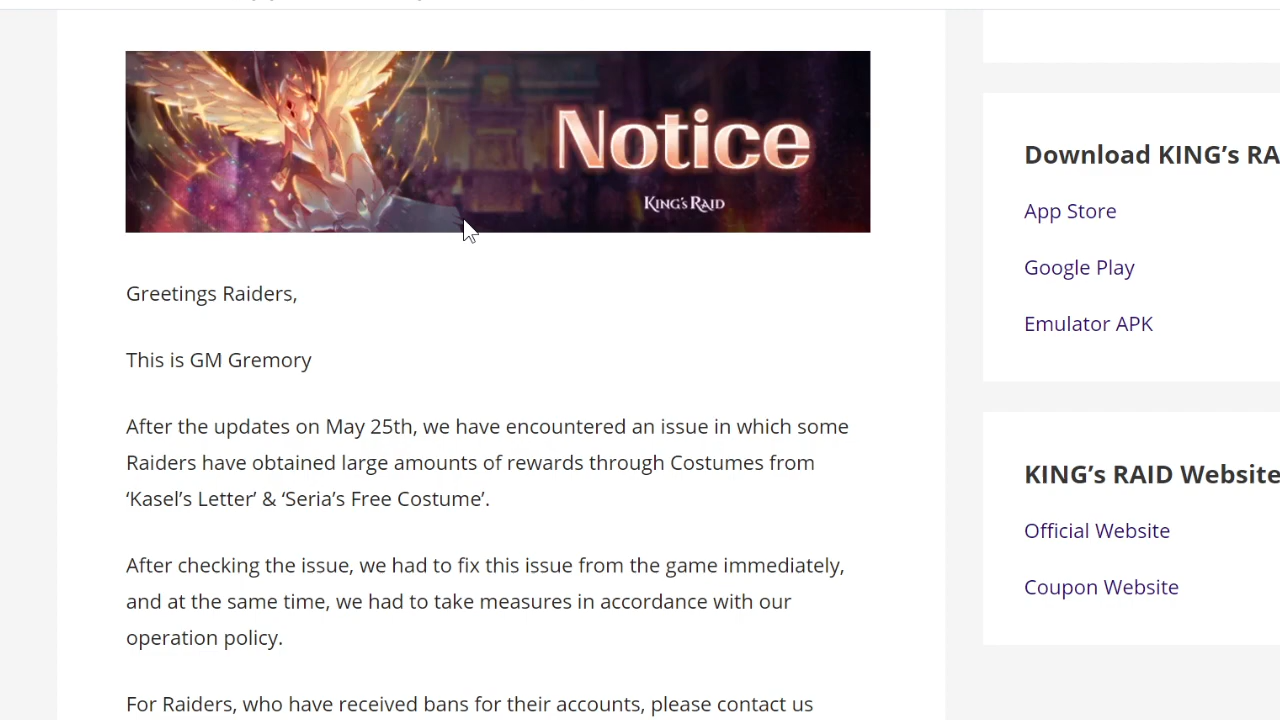 Notice
KING'S RAID
Greetings Raiders,
This is GM Gremory
After the updates on May 25th, we have encountered an issue in which some
Raiders have obtained large amounts of rewards through Costumes from
‘Kasel’s Letter’ & ‘Seria’s Free Costume’.
After checking the issue, we had to fix this issue from the game immediately,
and at the same time, we had to take measures in accordance with our
operation policy.
For Raiders, who have received bans for their accounts, please contact us
Download KING’s RA
App Store
Google Play
Emulator APK
KING’s RAID Website
Official Website
Coupon Website